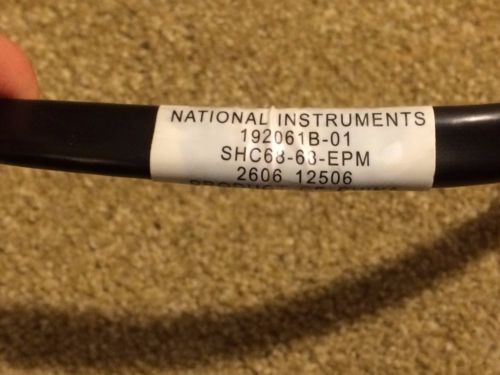 NATIONAL INSTRUMENTS
192061B-01
SHC68-68-EPM
2606 12506